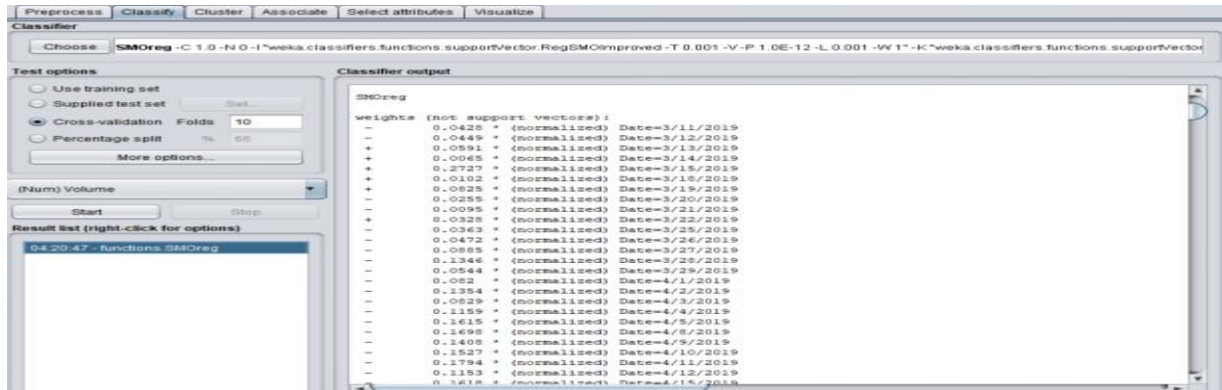 Preprocess Classify Cluster Associate Select attributes Visualize
Classifier
Choose SMOreg -C 1.0 -N 0 -I "weka.classifiers.functions.supportVector.RegSMOImproved -T 0.001 -V -P 1.0E-12 -L 0.001 -W 1" -K "weka.classifiers.functions.supportVector
Test options
Use training set
Supplied test set Set...
Cross-validation Folds 10
Percentage split % 66
More options...
(Num) Volume
Start Stop
Result list (right-click for options)
04:20:47 - functions.SMOreg
Classifier output
SMOreg
weights (not support vectors):
- 0.0428 * (normalized) Date=3/11/2019
- 0.0449 * (normalized) Date=3/12/2019
+ 0.0591 * (normalized) Date=3/13/2019
+ 0.0065 * (normalized) Date=3/14/2019
+ 0.2727 * (normalized) Date=3/15/2019
+ 0.0102 * (normalized) Date=3/18/2019
+ 0.0825 * (normalized) Date=3/19/2019
- 0.0255 * (normalized) Date=3/20/2019
- 0.0095 * (normalized) Date=3/21/2019
+ 0.0328 * (normalized) Date=3/22/2019
- 0.0363 * (normalized) Date=3/25/2019
- 0.0472 * (normalized) Date=3/26/2019
- 0.0885 * (normalized) Date=3/27/2019
- 0.1346 * (normalized) Date=3/28/2019
- 0.0544 * (normalized) Date=3/29/2019
- 0.082 * (normalized) Date=4/1/2019
- 0.1354 * (normalized) Date=4/2/2019
- 0.0829 * (normalized) Date=4/3/2019
- 0.1159 * (normalized) Date=4/4/2019
- 0.1615 * (normalized) Date=4/5/2019
- 0.1698 * (normalized) Date=4/8/2019
- 0.1408 * (normalized) Date=4/9/2019
- 0.1527 * (normalized) Date=4/10/2019
- 0.1794 * (normalized) Date=4/11/2019
- 0.1153 * (normalized) Date=4/12/2019
- 0.1618 * (normalized) Date=4/15/2019